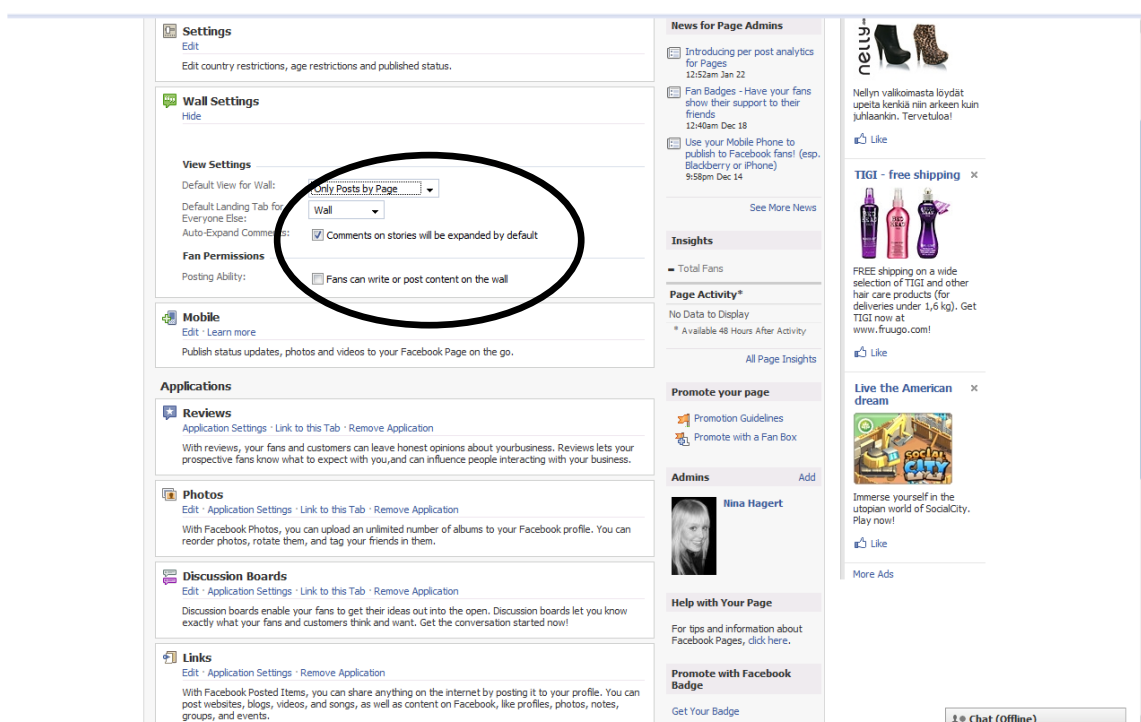 Settings
Edit
Edit country restrictions, age restrictions and published status.
Wall Settings
Hide
View Settings
Default View for Wall:
Only Posts by Page
Default Landing Tab for
Everyone Else:
Wall
Auto-Expand Comments:
Comments on stories will be expanded by default
Fan Permissions
Posting Ability:
Fans can write or post content on the wall
Mobile
Edit · Learn more
Publish status updates, photos and videos to your Facebook Page on the go.
Applications
Reviews
Application Settings · Link to this Tab · Remove Application
With reviews, your fans and customers can leave honest opinions about yourbusiness. Reviews lets your
prospective fans know what to expect with you,and can influence people interacting with your business.
Photos
Edit · Application Settings · Link to this Tab · Remove Application
With Facebook Photos, you can upload an unlimited number of albums to your Facebook profile. You can
reorder photos, rotate them, and tag your friends in them.
Discussion Boards
Edit · Application Settings · Link to this Tab · Remove Application
Discussion boards enable your fans to get their ideas out into the open. Discussion boards let you know
exactly what your fans and customers think and want. Get the conversation started now!
Links
Edit · Application Settings · Remove Application
With Facebook Posted Items, you can share anything on the internet by posting it to your profile. You can
post websites, blogs, videos, and songs, as well as content on Facebook, like profiles, photos, notes,
groups, and events.
News for Page Admins
Introducing per post analytics
for Pages
12:52am Jan 22
Fan Badges - Have your fans
show their support to their
friends
12:40am Dec 18
Use your Mobile Phone to
publish to Facebook fans! (esp.
Blackberry or iPhone)
9:58pm Dec 14
See More News
Insights
Total Fans
Page Activity*
No Data to Display
* Available 48 Hours After Activity
All Page Insights
Promote your page
Promotion Guidelines
Promote with a Fan Box
Admins
Add
Nina Hagert
Help with Your Page
For tips and information about
Facebook Pages, click here.
Promote with Facebook
Badge
Get Your Badge
nelly-
Nellyn valikoimasta löydät
upeita kenkiä niin arkeen kuin
juhlaankin. Tervetuloa!
Like
TIGI - free shipping ×
FREE shipping on a wide
selection of TIGI and other
hair care products (for
deliveries under 1,6 kg). Get
TIGI now at
www.fruugo.com!
Like
Live the American ×
dream
SOCIAL
CITY
Immerse yourself in the
utopian world of SocialCity.
Play now!
Like
More Ads
Chat (Offline)